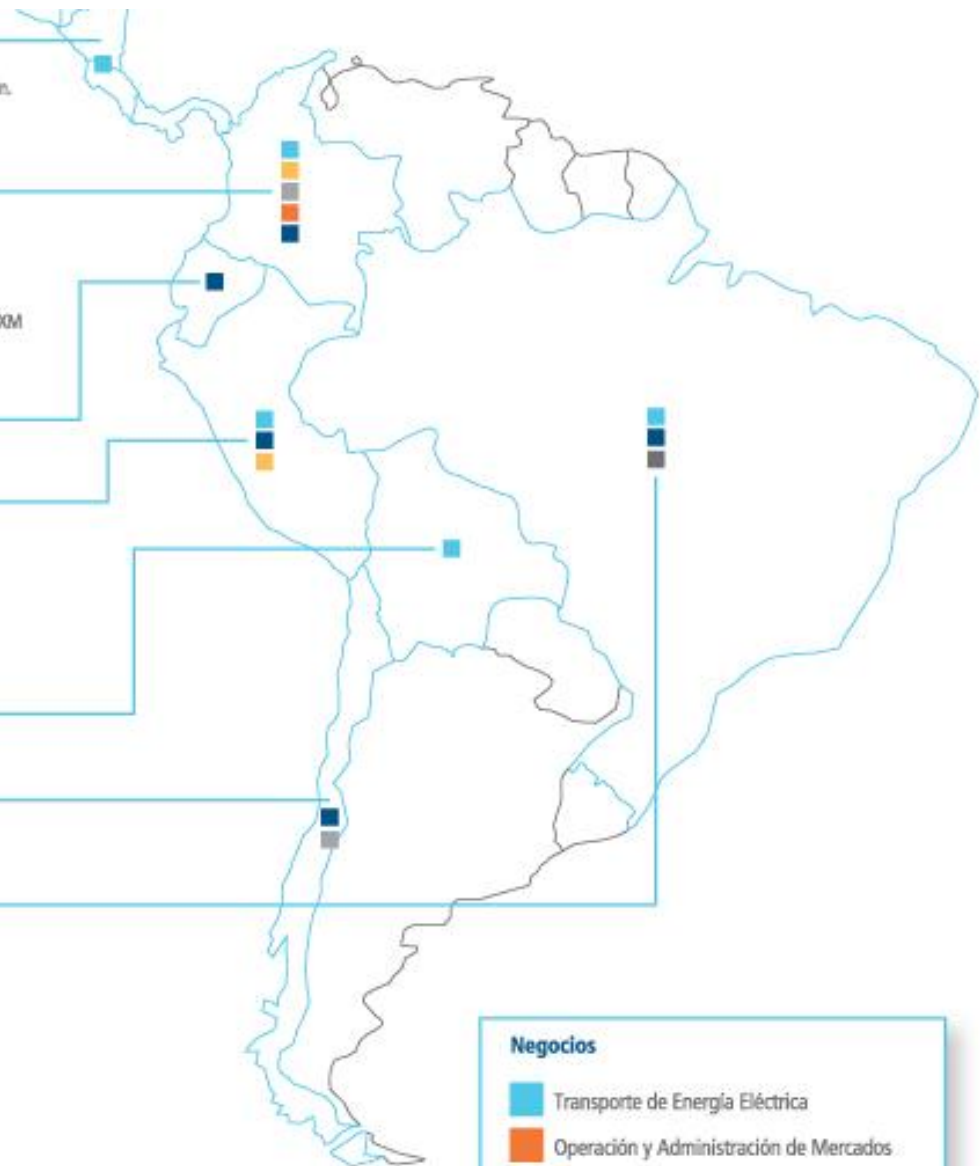 n.
XM
Negocios
Transporte de Energía Eléctrica
Operación y Administración de Mercados